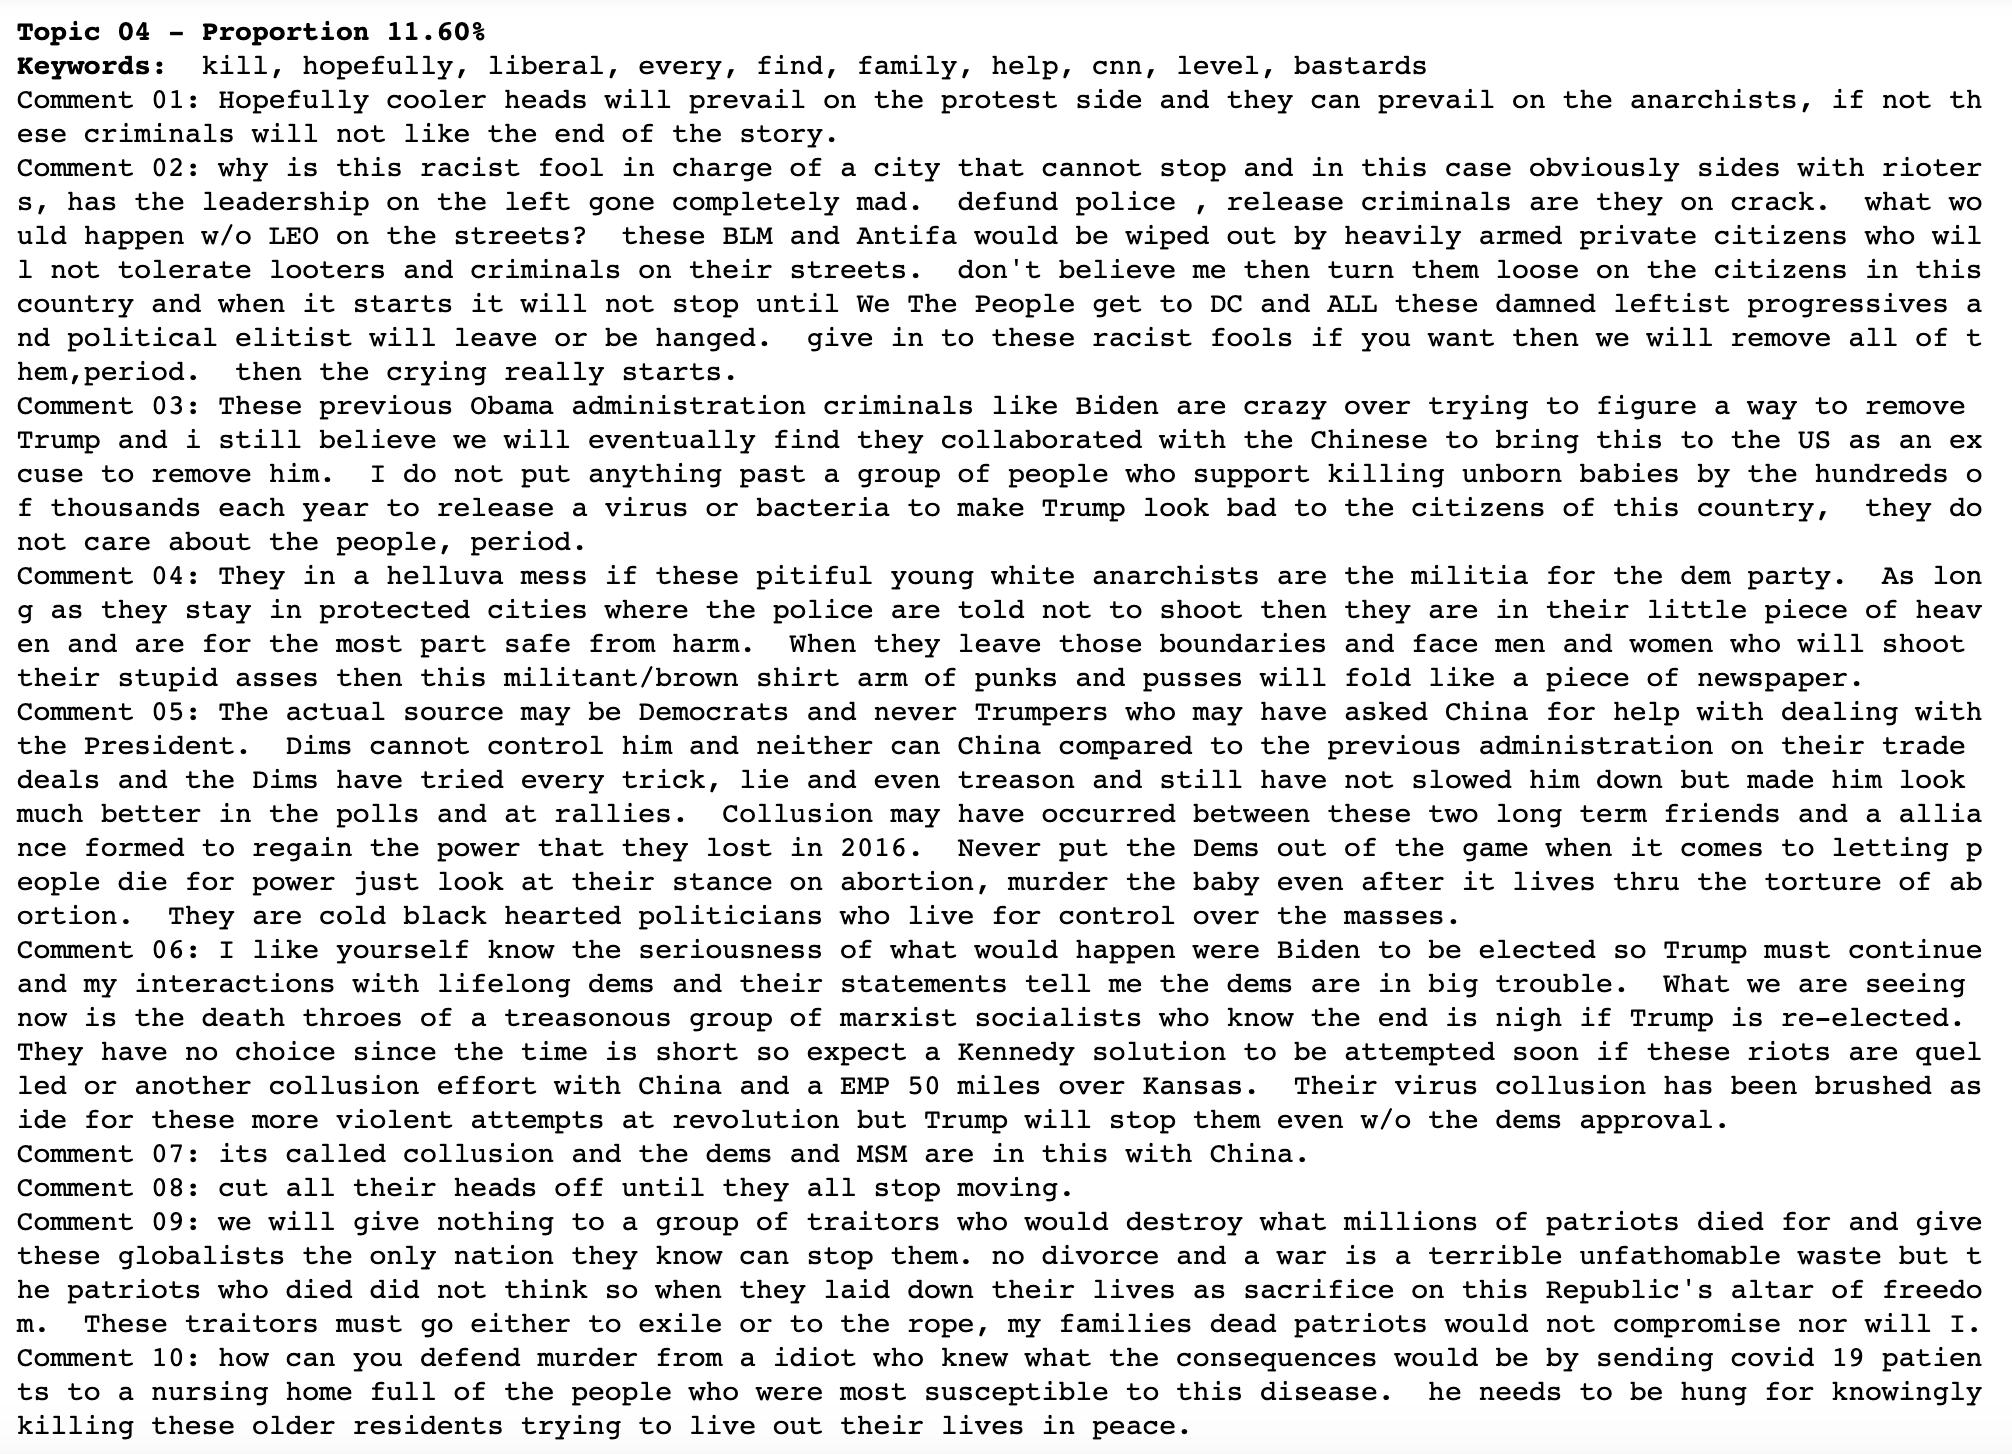 Topic 04 - Proportion 11.60%
Keywords:  kill, hopefully, liberal, every, find, family, help, cnn, level, bastards
Comment 01: Hopefully cooler heads will prevail on the protest side and they can prevail on the anarchists, if not th
ese criminals will not like the end of the story.
Comment 02: why is this racist fool in charge of a city that cannot stop and in this case obviously sides with rioter
s, has the leadership on the left gone completely mad.  defund police , release criminals are they on crack.  what wo
uld happen w/o LEO on the streets?  these BLM and Antifa would be wiped out by heavily armed private citizens who wil
l not tolerate looters and criminals on their streets.  don't believe me then turn them loose on the citizens in this
country and when it starts it will not stop until We The People get to DC and ALL these damned leftist progressives a
nd political elitist will leave or be hanged.  give in to these racist fools if you want then we will remove all of t
hem,period.  then the crying really starts.
Comment 03: These previous Obama administration criminals like Biden are crazy over trying to figure a way to remove
Trump and i still believe we will eventually find they collaborated with the Chinese to bring this to the US as an ex
cuse to remove him.  I do not put anything past a group of people who support killing unborn babies by the hundreds o
f thousands each year to release a virus or bacteria to make Trump look bad to the citizens of this country,  they do
not care about the people, period.
Comment 04: They in a helluva mess if these pitiful young white anarchists are the militia for the dem party.  As lon
g as they stay in protected cities where the police are told not to shoot then they are in their little piece of heav
en and are for the most part safe from harm.  When they leave those boundaries and face men and women who will shoot
their stupid asses then this militant/brown shirt arm of punks and pusses will fold like a piece of newspaper.
Comment 05: The actual source may be Democrats and never Trumpers who may have asked China for help with dealing with
the President.  Dims cannot control him and neither can China compared to the previous administration on their trade
deals and the Dims have tried every trick, lie and even treason and still have not slowed him down but made him look
much better in the polls and at rallies.  Collusion may have occurred between these two long term friends and a allia
nce formed to regain the power that they lost in 2016.  Never put the Dems out of the game when it comes to letting p
eople die for power just look at their stance on abortion, murder the baby even after it lives thru the torture of ab
ortion.  They are cold black hearted politicians who live for control over the masses.
Comment 06: I like yourself know the seriousness of what would happen were Biden to be elected so Trump must continue
and my interactions with lifelong dems and their statements tell me the dems are in big trouble.  What we are seeing
now is the death throes of a treasonous group of marxist socialists who know the end is nigh if Trump is re-elected.
They have no choice since the time is short so expect a Kennedy solution to be attempted soon if these riots are quel
led or another collusion effort with China and a EMP 50 miles over Kansas.  Their virus collusion has been brushed as
ide for these more violent attempts at revolution but Trump will stop them even w/o the dems approval.
Comment 07: its called collusion and the dems and MSM are in this with China.
Comment 08: cut all their heads off until they all stop moving.
Comment 09: we will give nothing to a group of traitors who would destroy what millions of patriots died for and give
these globalists the only nation they know can stop them. no divorce and a war is a terrible unfathomable waste but t
he patriots who died did not think so when they laid down their lives as sacrifice on this Republic's altar of freedo
m.  These traitors must go either to exile or to the rope, my families dead patriots would not compromise nor will I.
Comment 10: how can you defend murder from a idiot who knew what the consequences would be by sending covid 19 patien
ts to a nursing home full of the people who were most susceptible to this disease.  he needs to be hung for knowingly
killing these older residents trying to live out their lives in peace.